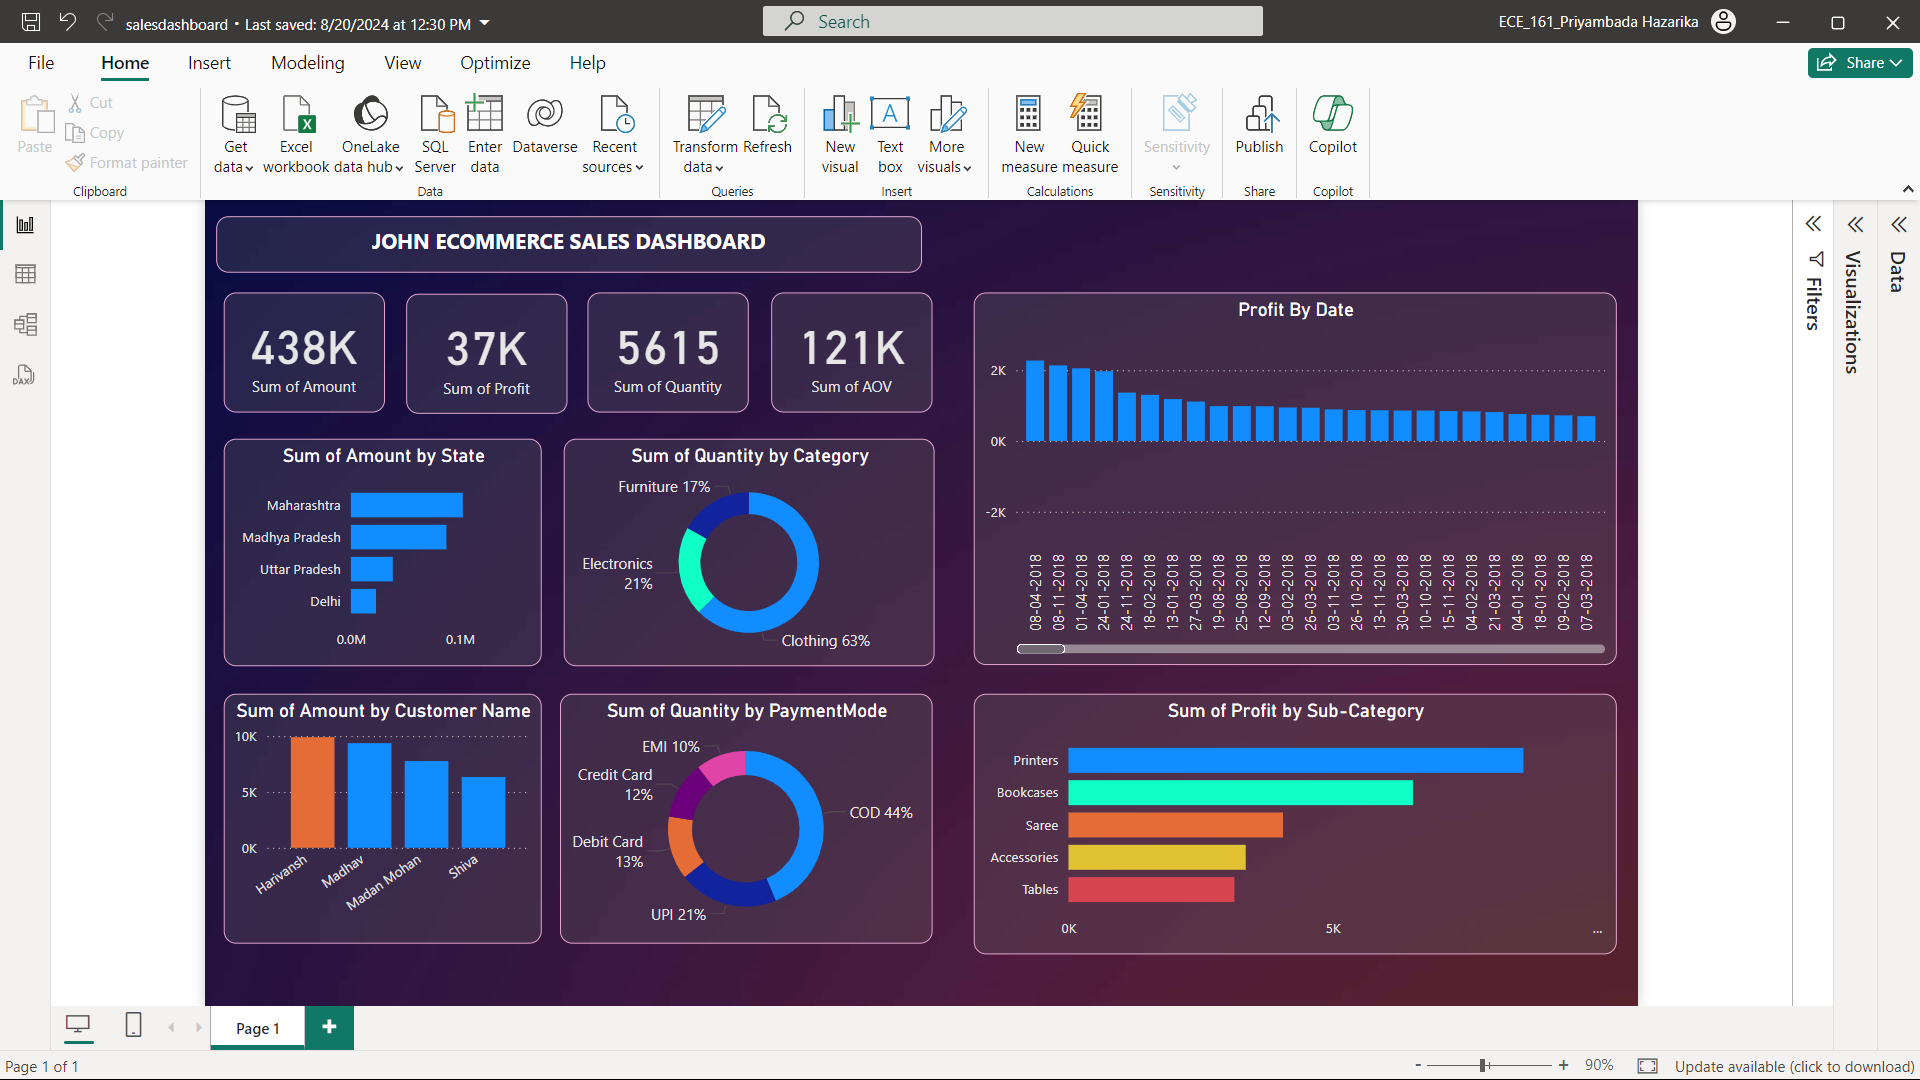 salesdashboard • Last saved: 8/20/2024 at 12:30 PM
Search
ECE_161_Priyambada Hazarika
File
Home
Insert
Modeling
View
Optimize
Help
Share
Paste
Cut
Copy
Format painter
Clipboard
Get data
Excel workbook
OneLake data hub
SQL Server
Enter data
Dataverse
Recent sources
Data
Transform data
Refresh
Queries
New visual
Text box
More visuals
Insert
New measure
Quick measure
Calculations
Sensitivity
Sensitivity
Publish
Share
Copilot
Copilot
DAX
JOHN ECOMMERCE SALES DASHBOARD
438K
Sum of Amount
37K
Sum of Profit
5615
Sum of Quantity
121K
Sum of AOV
Profit By Date
2K
0K
-2K
08-04-2018
08-11-2018
01-04-2018
24-01-2018
24-11-2018
18-02-2018
13-01-2018
27-03-2018
19-08-2018
25-08-2018
12-09-2018
03-02-2018
26-03-2018
03-11-2018
26-10-2018
13-11-2018
30-03-2018
10-10-2018
15-11-2018
04-02-2018
21-03-2018
04-01-2018
18-01-2018
09-02-2018
07-03-2018
Sum of Amount by State
Maharashtra
Madhya Pradesh
Uttar Pradesh
Delhi
0.0M
0.1M
Sum of Quantity by Category
Furniture 17%
Electronics
21%
Clothing 63%
Sum of Amount by Customer Name
10K
5K
0K
Harivansh
Madhav
Madan Mohan
Shiva
Sum of Quantity by PaymentMode
EMI 10%
Credit Card
12%
Debit Card
13%
UPI 21%
COD 44%
Sum of Profit by Sub-Category
Printers
Bookcases
Saree
Accessories
Tables
0K
5K
...
Filters
Visualizations
Data
Page 1
Page 1 of 1
90%
Update available (click to download)